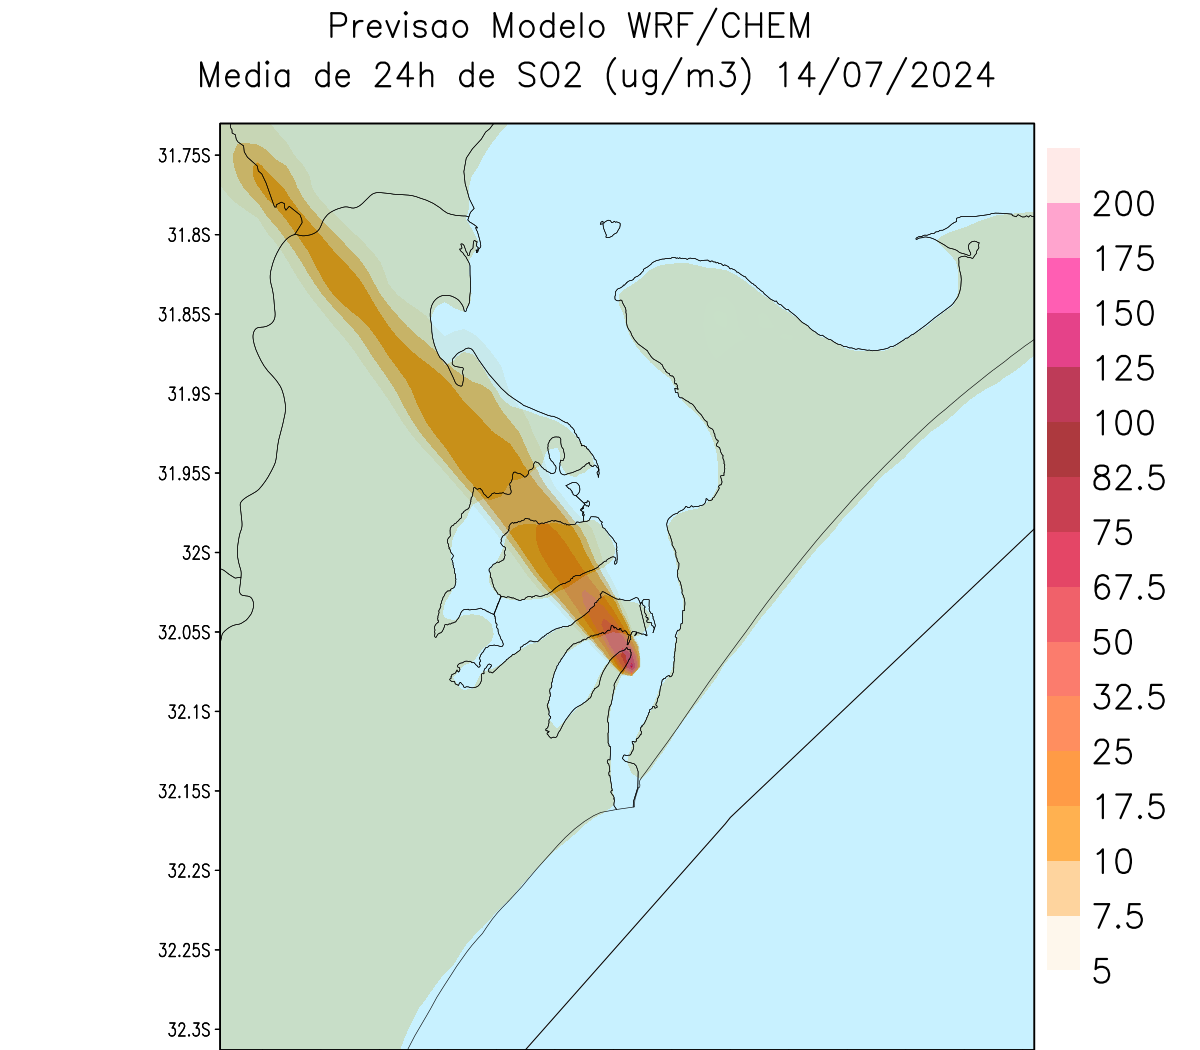 Previsao Modelo WRF/CHEM
Media de 24h de SO2 (ug/m3) 14/07/2024
31.75S
31.8S
31.85S
31.9S
31.95S
32S
32.05S
32.1S
32.15S
32.2S
32.25S
32.3S
200
175
150
125
100
82.5
75
67.5
50
32.5
25
17.5
10
7.5
5